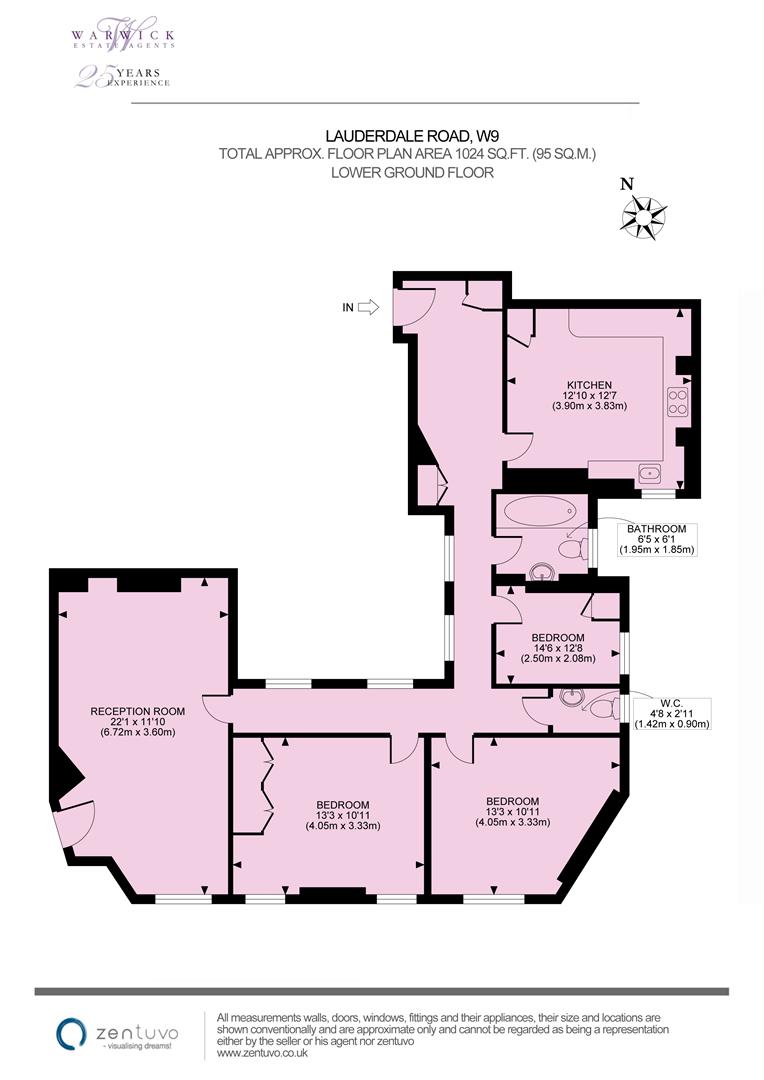 WARWICK
ESTATE AGENTS
25 YEARS
EXPERIENCE
LAUDERDALE ROAD, W9
TOTAL APPROX. FLOOR PLAN AREA 1024 SQ.FT. (95 SQ.M.)
LOWER GROUND FLOOR
N
IN
KITCHEN
12'10 x 12'7
(3.90m x 3.83m)
BATHROOM
6'5 x 6'1
(1.95m x 1.85m)
BEDROOM
14'6 x 12'8
(2.50m x 2.08m)
W.C.
4'8 x 2'11
(1.42m x 0.90m)
RECEPTION ROOM
22'1 x 11'10
(6.72m x 3.60m)
BEDROOM
13'3 x 10'11
(4.05m x 3.33m)
BEDROOM
13'3 x 10'11
(4.05m x 3.33m)
zentuvo
- visualising dreams!
All measurements walls, doors, windows, fittings and their appliances, their size and locations are
shown conventionally and are approximate only and cannot be regarded as being a representation
either by the seller or his agent nor zentuvo
www.zentuvo.co.uk